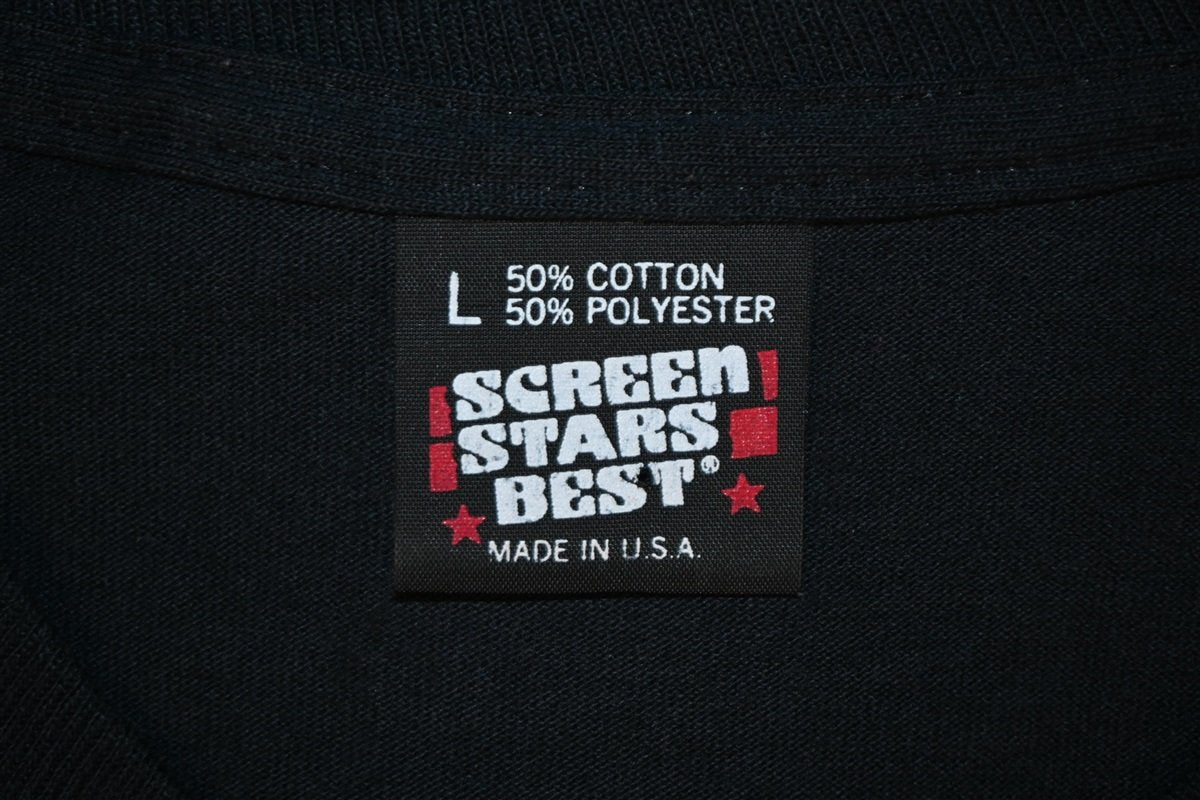 L 50% COTTON
50% POLYESTER
SCREEN
STARS
BEST®
MADE IN U.S.A.